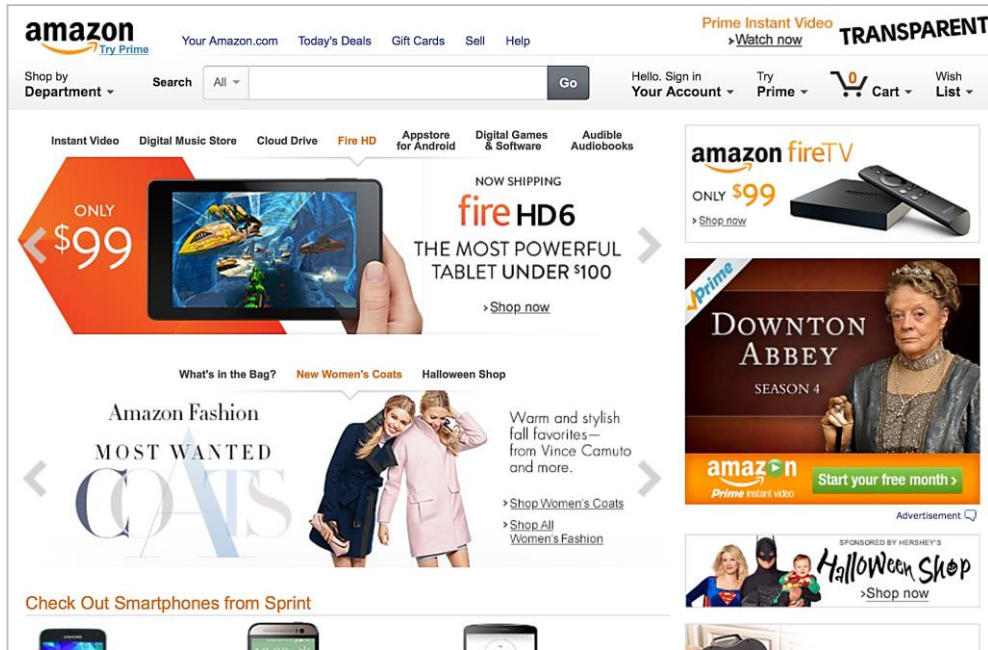 amazon
Try Prime
Your Amazon.com Today's Deals Gift Cards Sell Help
Prime Instant Video
›Watch now
TRANSPARENT
Shop by
Department
Search All Go
Hello. Sign in
Your Account
Try
Prime
0
Cart
Wish
List
Instant Video Digital Music Store Cloud Drive Fire HD
Appstore
for Android
Digital Games
& Software
Audible
Audiobooks
ONLY
$99
NOW SHIPPING
fire HD6
THE MOST POWERFUL
TABLET UNDER $100
›Shop now
amazon fireTV
ONLY $99
›Shop now
Prime
DOWNTON
ABBEY
SEASON 4
amazon
Prime instant video
Start your free month ›
Advertisement
What's in the Bag? New Women's Coats Halloween Shop
Amazon Fashion
MOST WANTED
COATS
Warm and stylish
fall favorites—
from Vince Camuto
and more.
›Shop Women's Coats
›Shop All
Women's Fashion
SPONSORED BY HERSHEY'S
Halloween Shop
›Shop now
Check Out Smartphones from Sprint
SAMSUNG